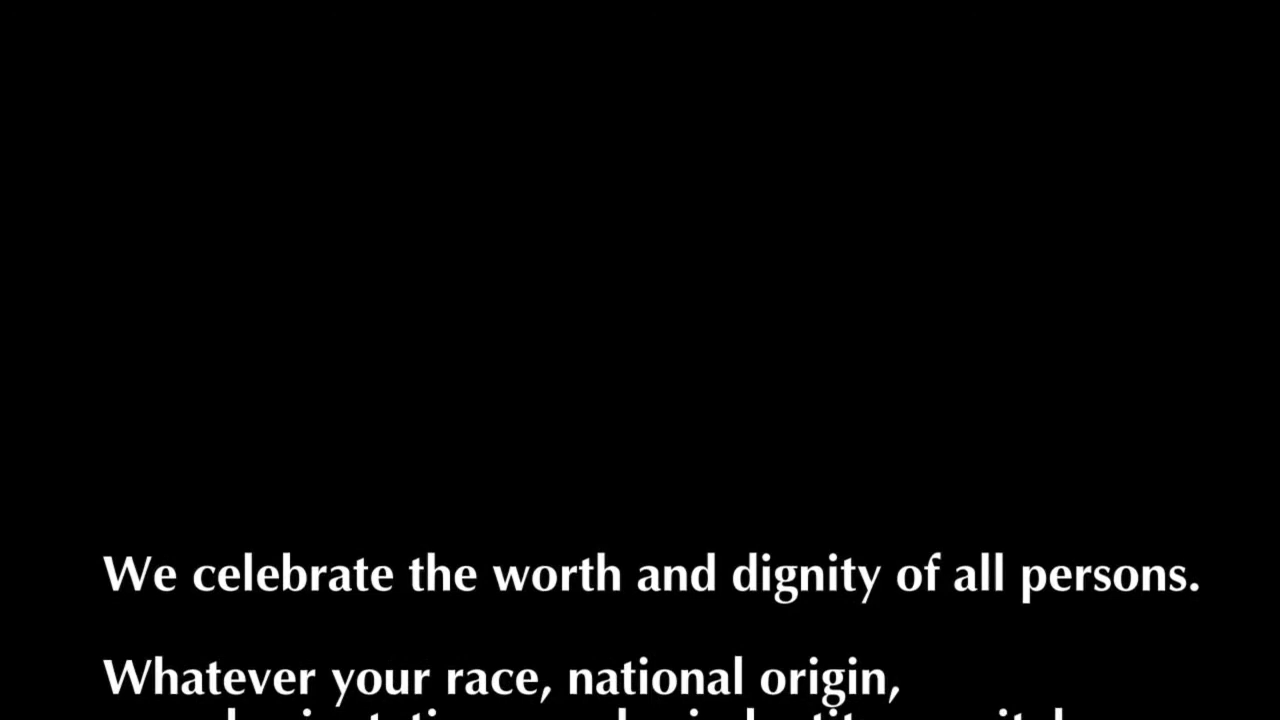 We celebrate the worth and dignity of all persons.
Whatever your race, national origin,